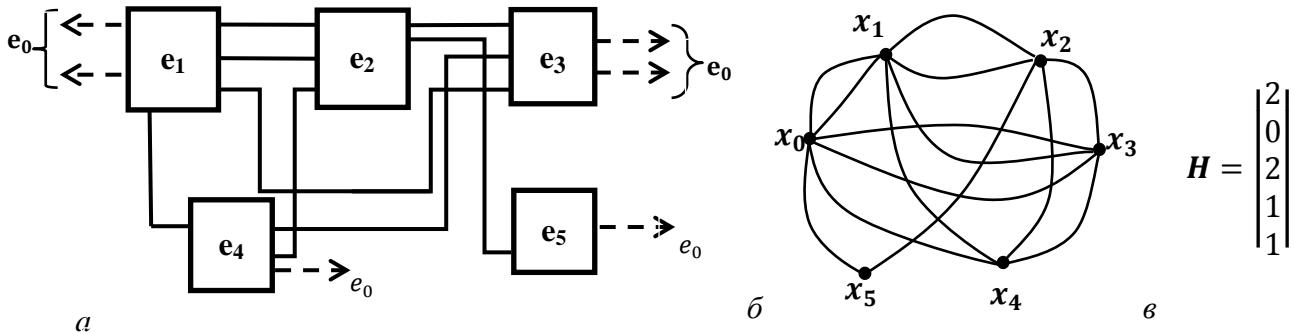 e₀
e₁
e₂
e₃
e₀
e₄
e₀
e₅
e₀
а
x₁
x₂
x₀
x₃
x₅
x₄
б
H =
2
0
2
1
1
в